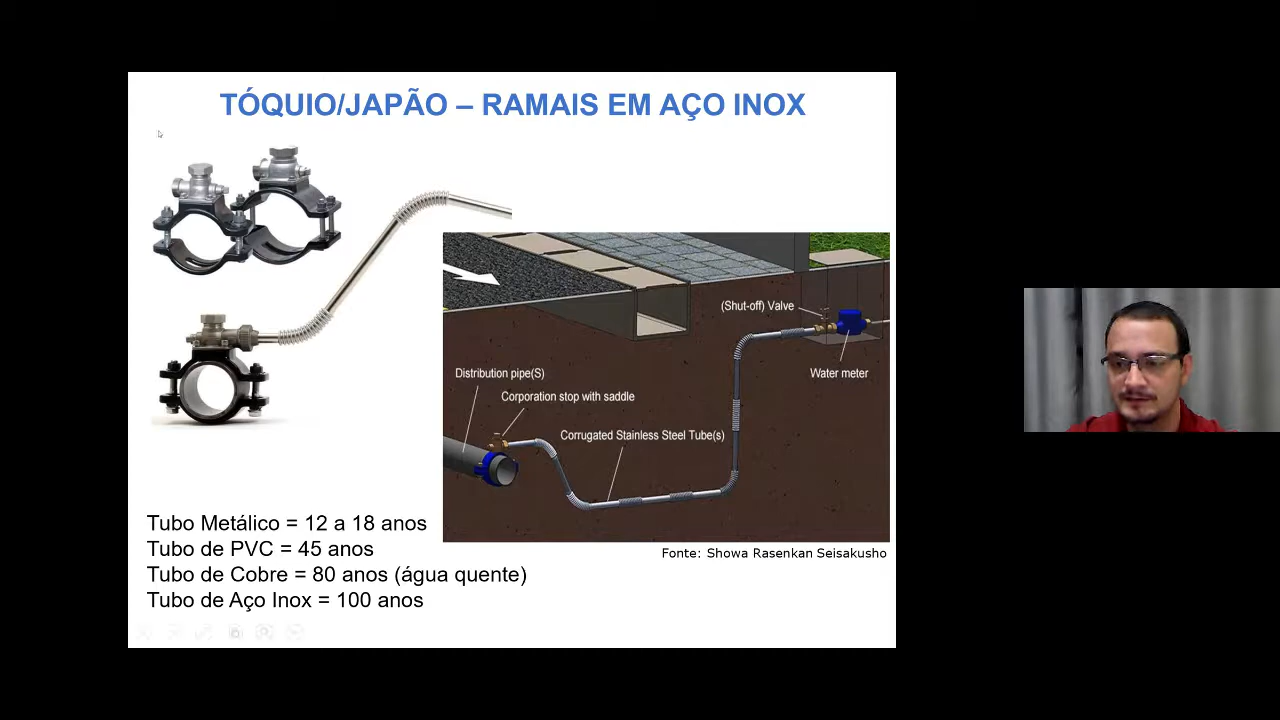 TÓQUIO/JAPÃO – RAMAIS EM AÇO INOX
(Shut-off) Valve
Water meter
Distribution pipe(S)
Corporation stop with saddle
Corrugated Stainless Steel Tube(s)
Fonte: Showa Rasenkan Seisakusho
Tubo Metálico = 12 a 18 anos
Tubo de PVC = 45 anos
Tubo de Cobre = 80 anos (água quente)
Tubo de Aço Inox = 100 anos